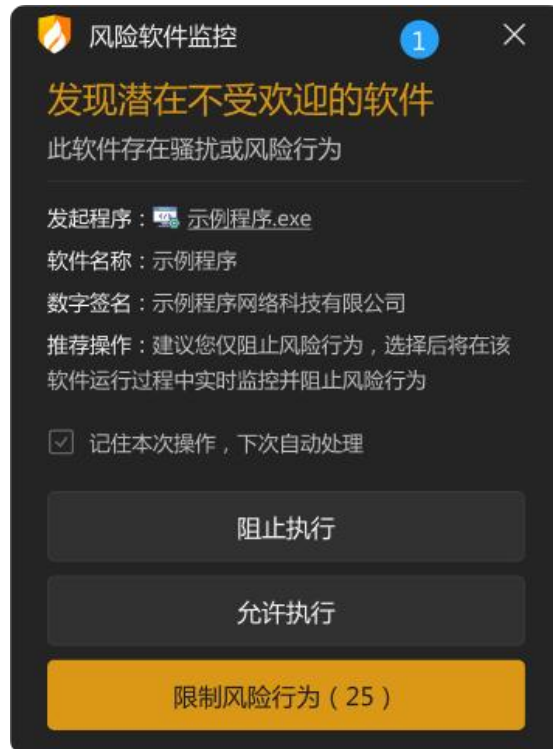 风险软件监控
1
发现潜在不受欢迎的软件
此软件存在骚扰或风险行为
发起程序：示例程序.exe
软件名称：示例程序
数字签名：示例程序网络科技有限公司
推荐操作：建议您仅阻止风险行为，选择后将在该
软件运行过程中实时监控并阻止风险行为
记住本次操作，下次自动处理
阻止执行
允许执行
限制风险行为（25）